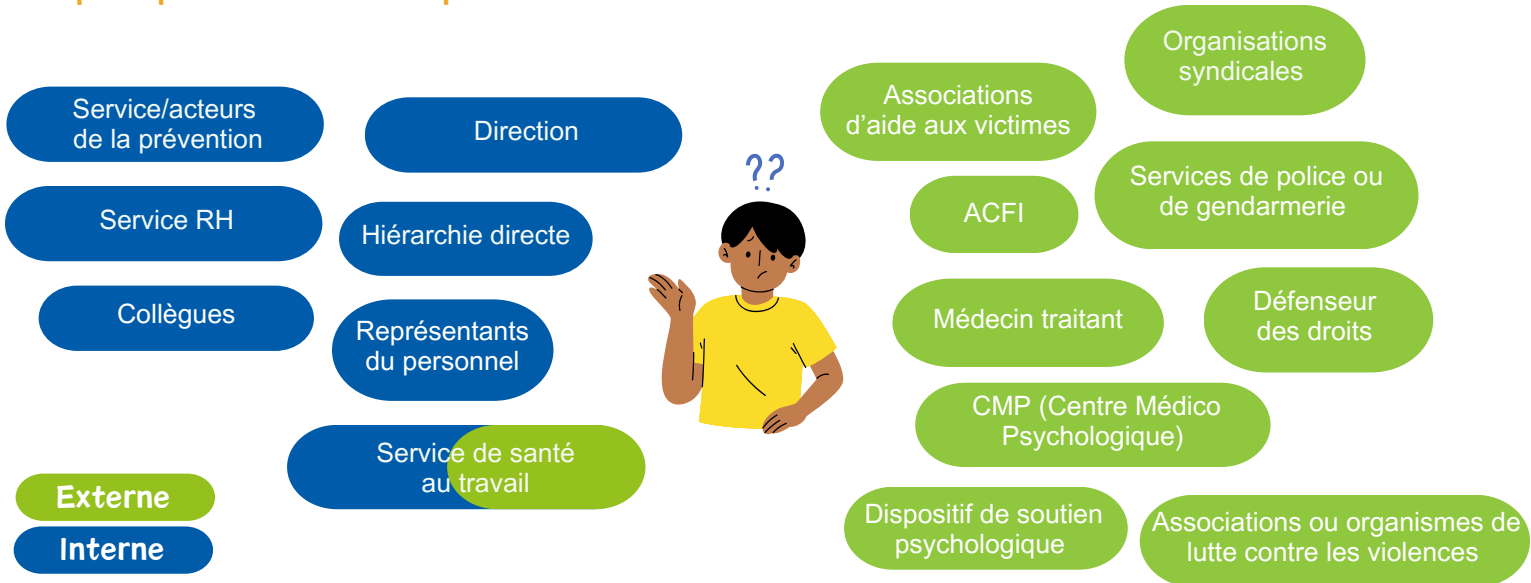 Service/acteurs
de la prévention
Direction
Service RH
Hiérarchie directe
Collègues
Représentants
du personnel
Service de santé
au travail
Externe
Interne
??
Organisations
syndicales
Associations
d'aide aux victimes
Services de police ou
de gendarmerie
ACFI
Médecin traitant
Défenseur
des droits
CMP (Centre Médico
Psychologique)
Dispositif de soutien
psychologique
Associations ou organismes de
lutte contre les violences